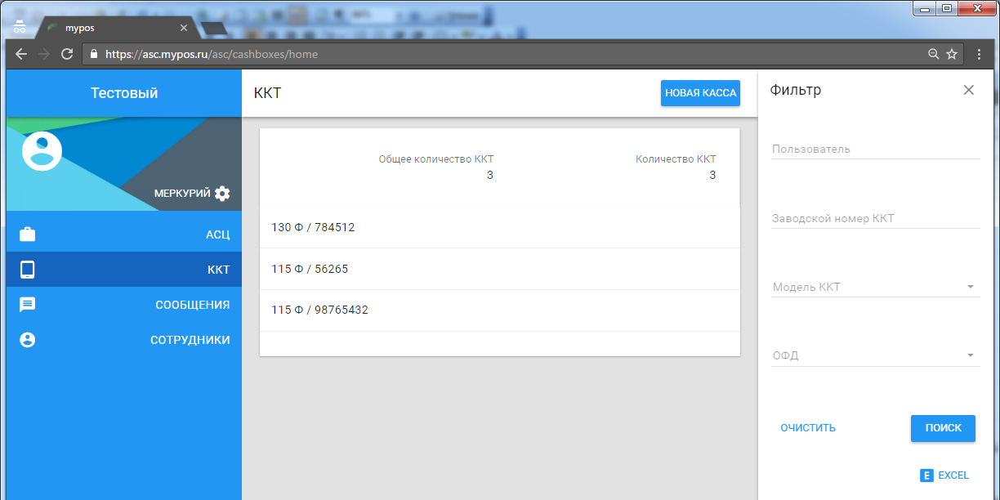 mypos
https://asc.mypos.ru/asc/cashboxes/home
Тестовый
МЕРКУРИЙ
АСЦ
ККТ
СООБЩЕНИЯ
СОТРУДНИКИ
ККТ
НОВАЯ КАССА
Общее количество ККТ
3
Количество ККТ
3
130 Ф / 784512
115 Ф / 56265
115 Ф / 98765432
Фильтр
Пользователь
Заводской номер ККТ
Модель ККТ
ОФД
ОЧИСТИТЬ
ПОИСК
E EXCEL